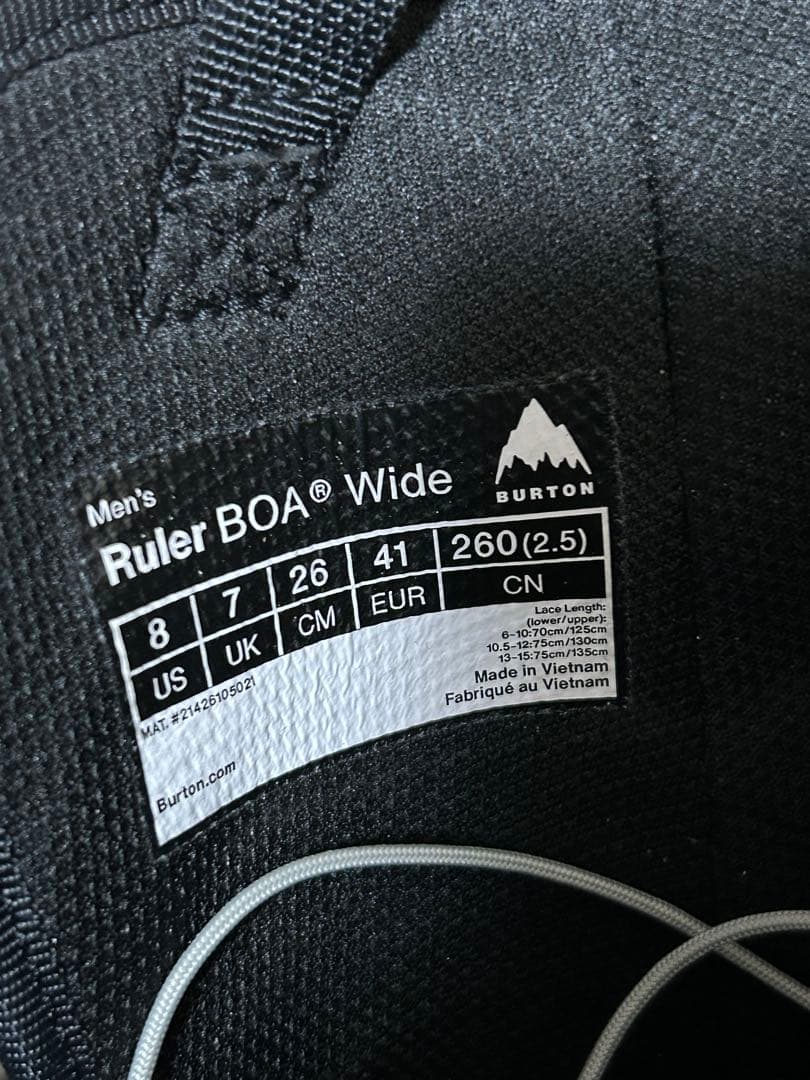 Men's
Ruler BOA® Wide
BURTON
8 7 26 41 260 (2.5)
US UK CM EUR CN
Lace Length:
(lower/upper):
6-10:70cm/125cm
10.5-12:75cm/130cm
13-15:75cm/135cm
Made in Vietnam
Fabriqué au Vietnam
MAT. #21426105021
Burton.com